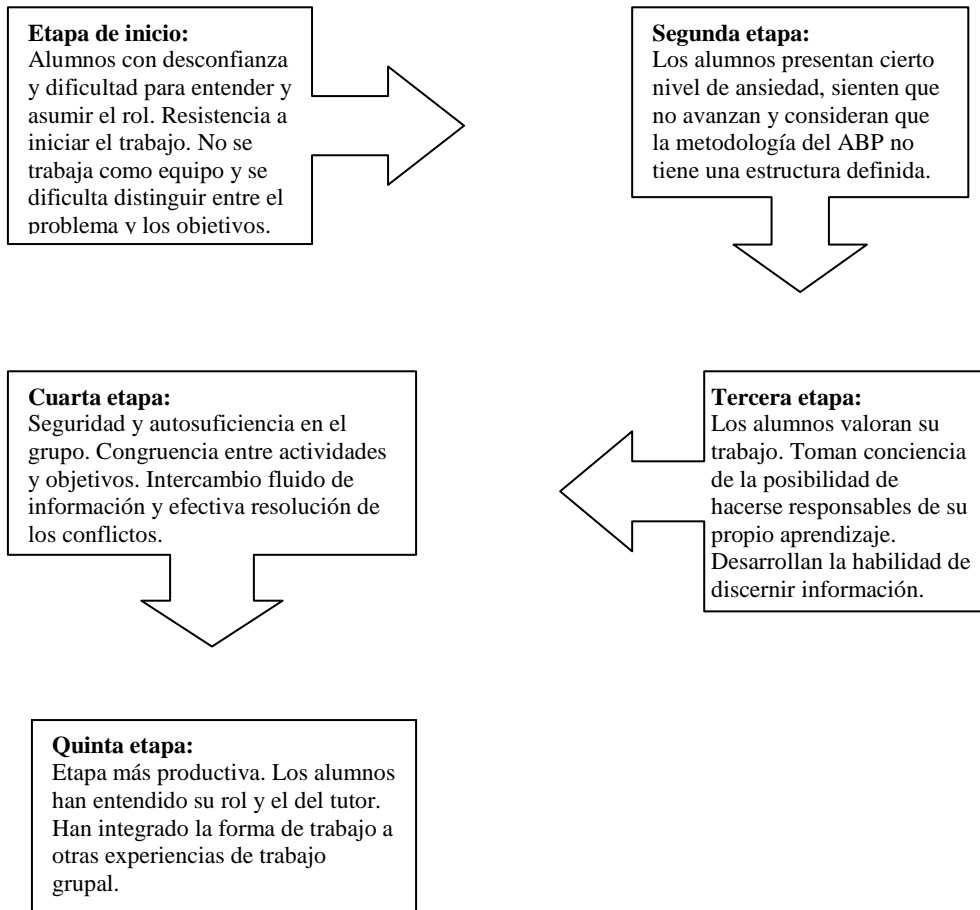 Etapa de inicio:
Alumnos con desconfianza
y dificultad para entender y
asumir el rol. Resistencia a
iniciar el trabajo. No se
trabaja como equipo y se
dificulta distinguir entre el
problema y los objetivos.
Segunda etapa:
Los alumnos presentan cierto
nivel de ansiedad, sienten que
no avanzan y consideran que
la metodología del ABP no
tiene una estructura definida.
Tercera etapa:
Los alumnos valoran su
trabajo. Toman conciencia
de la posibilidad de
hacerse responsables de su
propio aprendizaje.
Desarrollan la habilidad de
discernir información.
Cuarta etapa:
Seguridad y autosuficiencia en el
grupo. Congruencia entre actividades
y objetivos. Intercambio fluido de
información y efectiva resolución de
los conflictos.
Quinta etapa:
Etapa más productiva. Los alumnos
han entendido su rol y el del tutor.
Han integrado la forma de trabajo a
otras experiencias de trabajo
grupal.